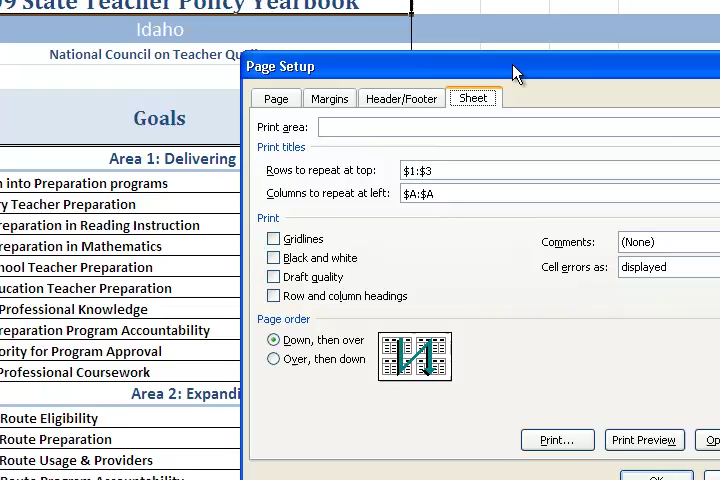 9 State Teacher Policy Yearbook
Idaho
National Council on Teacher Qu
Goals
Area 1: Delivering
n into Preparation programs
ry Teacher Preparation
reparation in Reading Instruction
reparation in Mathematics
hool Teacher Preparation
ucation Teacher Preparation
Professional Knowledge
reparation Program Accountability
ority for Program Approval
Professional Coursework
Area 2: Expandi
Route Eligibility
Route Preparation
Route Usage & Providers
Page Setup
Page
Margins
Header/Footer
Sheet
Print area:
Print titles
Rows to repeat at top:
$1:$3
Columns to repeat at left:
$A:$A
Print
Gridlines
Black and white
Draft quality
Row and column headings
Comments:
(None)
Cell errors as:
displayed
Page order
Down, then over
Over, then down
Print...
Print Preview
Op
OK